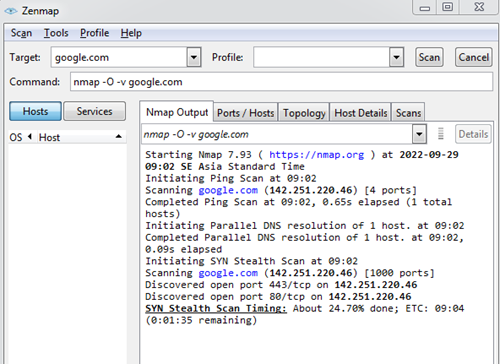 Zenmap
Scan Tools Profile Help
Target: google.com Profile: Scan Cancel
Command: nmap -O -v google.com
Hosts Services
Nmap Output Ports / Hosts Topology Host Details Scans
OS Host
nmap -O -v google.com Details
Starting Nmap 7.93 ( https://nmap.org ) at 2022-09-29
09:02 SE Asia Standard Time
Initiating Ping Scan at 09:02
Scanning google.com (142.251.220.46) [4 ports]
Completed Ping Scan at 09:02, 0.65s elapsed (1 total
hosts)
Initiating Parallel DNS resolution of 1 host. at 09:02
Completed Parallel DNS resolution of 1 host. at 09:02,
0.09s elapsed
Initiating SYN Stealth Scan at 09:02
Scanning google.com (142.251.220.46) [1000 ports]
Discovered open port 443/tcp on 142.251.220.46
Discovered open port 80/tcp on 142.251.220.46
SYN Stealth Scan Timing: About 24.70% done; ETC: 09:04
(0:01:35 remaining)